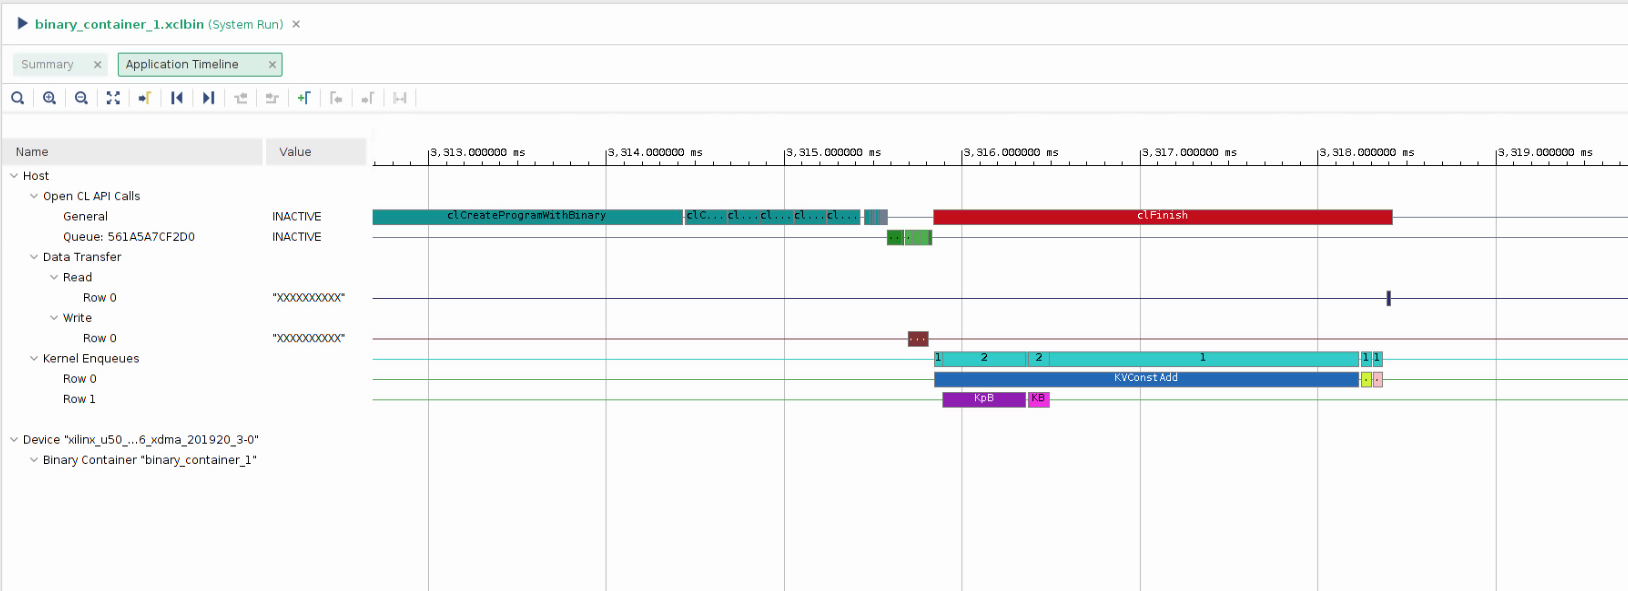 binary_container_1.xclbin (System Run) ×
Summary × Application Timeline ×
Name Value 3,313.000000 ms 3,314.000000 ms 3,315.000000 ms 3,316.000000 ms 3,317.000000 ms 3,318.000000 ms 3,319.000000 ms
Host
Open CL API Calls
General INACTIVE clCreateProgramWithBinary clC... cl... cl... cl... cl... clFinish
Queue: 561A5A7CF2D0 INACTIVE
Data Transfer
Read
Row 0 "XXXXXXXXXX"
Write
Row 0 "XXXXXXXXXX" ...
Kernel Enqueues 1 2 2 1 1 1
Row 0 KVConstAdd . .
Row 1 KpB KB
Device "xilinx_u50_...6_xdma_201920_3-0"
Binary Container "binary_container_1"